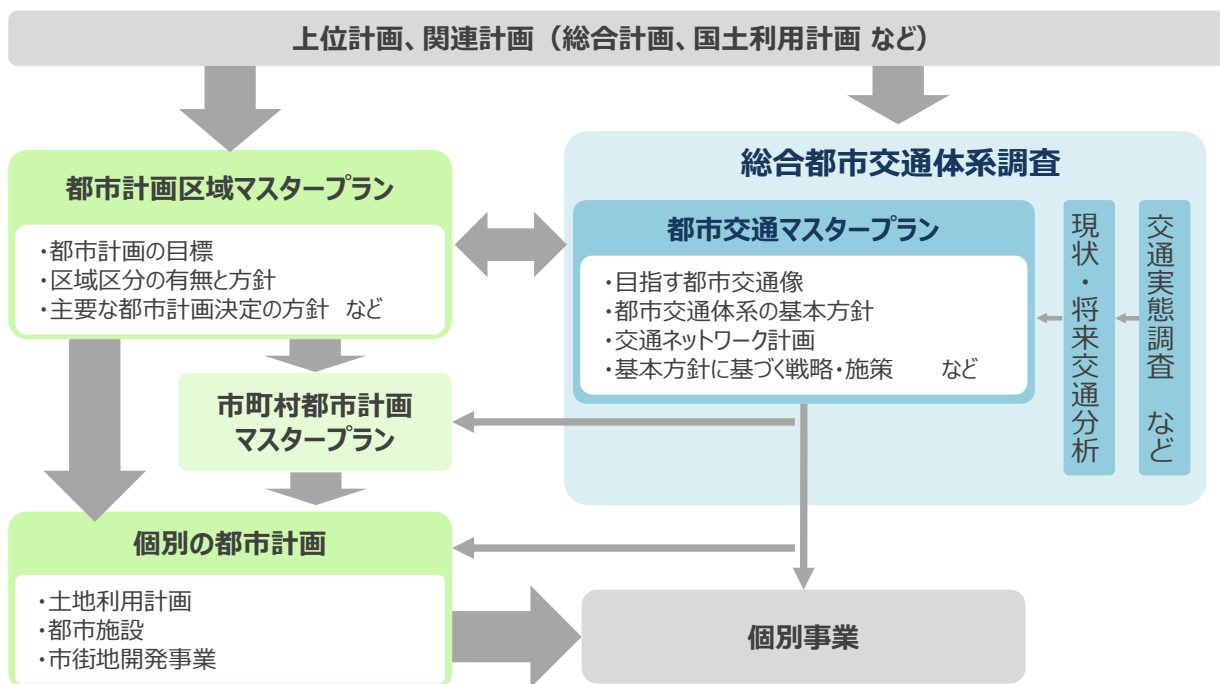 上位計画、関連計画（総合計画、国土利用計画 など）
都市計画区域マスタープラン
・都市計画の目標
・区域区分の有無と方針
・主要な都市計画決定の方針 など
総合都市交通体系調査
都市交通マスタープラン
・目指す都市交通像
・都市交通体系の基本方針
・交通ネットワーク計画
・基本方針に基づく戦略・施策 など
現状・将来交通分析
交通実態調査 など
市町村都市計画
マスタープラン
個別の都市計画
・土地利用計画
・都市施設
・市街地開発事業
個別事業